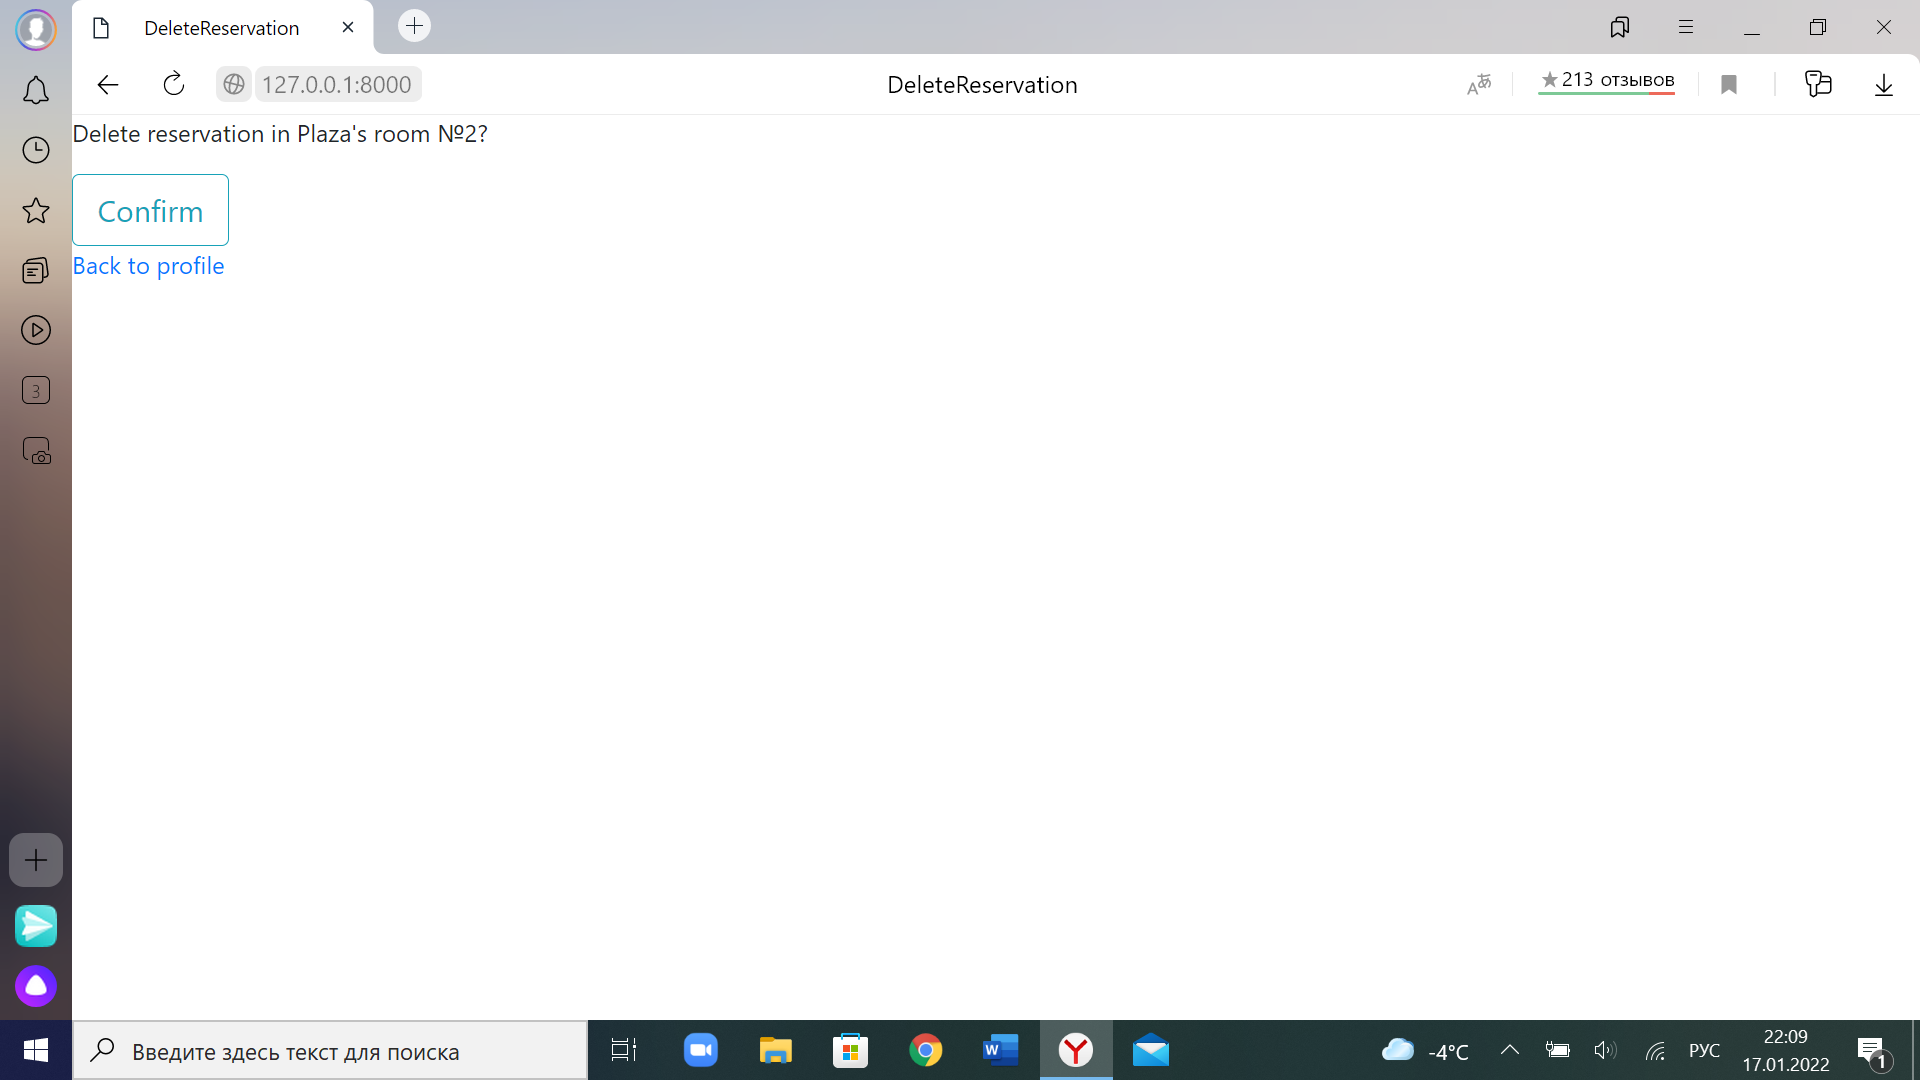 DeleteReservation
127.0.0.1:8000
DeleteReservation
213 отзывов
Delete reservation in Plaza's room №2?
Confirm
Back to profile
3
Введите здесь текст для поиска
-4°C
РУС
22:09
17.01.2022
1